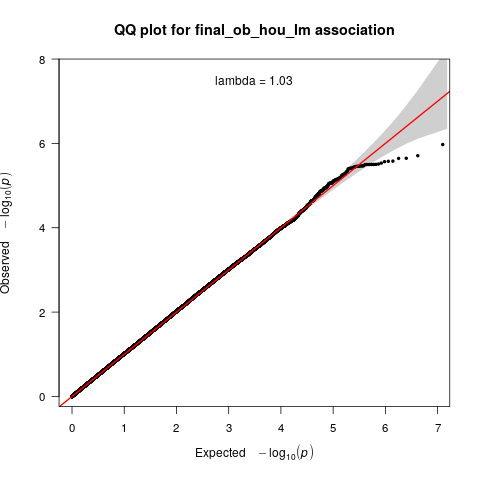 QQ plot for final_ob_hou_lm association
lambda = 1.03
8
6
4
2
0
Observed − log10(p)
0 1 2 3 4 5 6 7
Expected − log10(p)